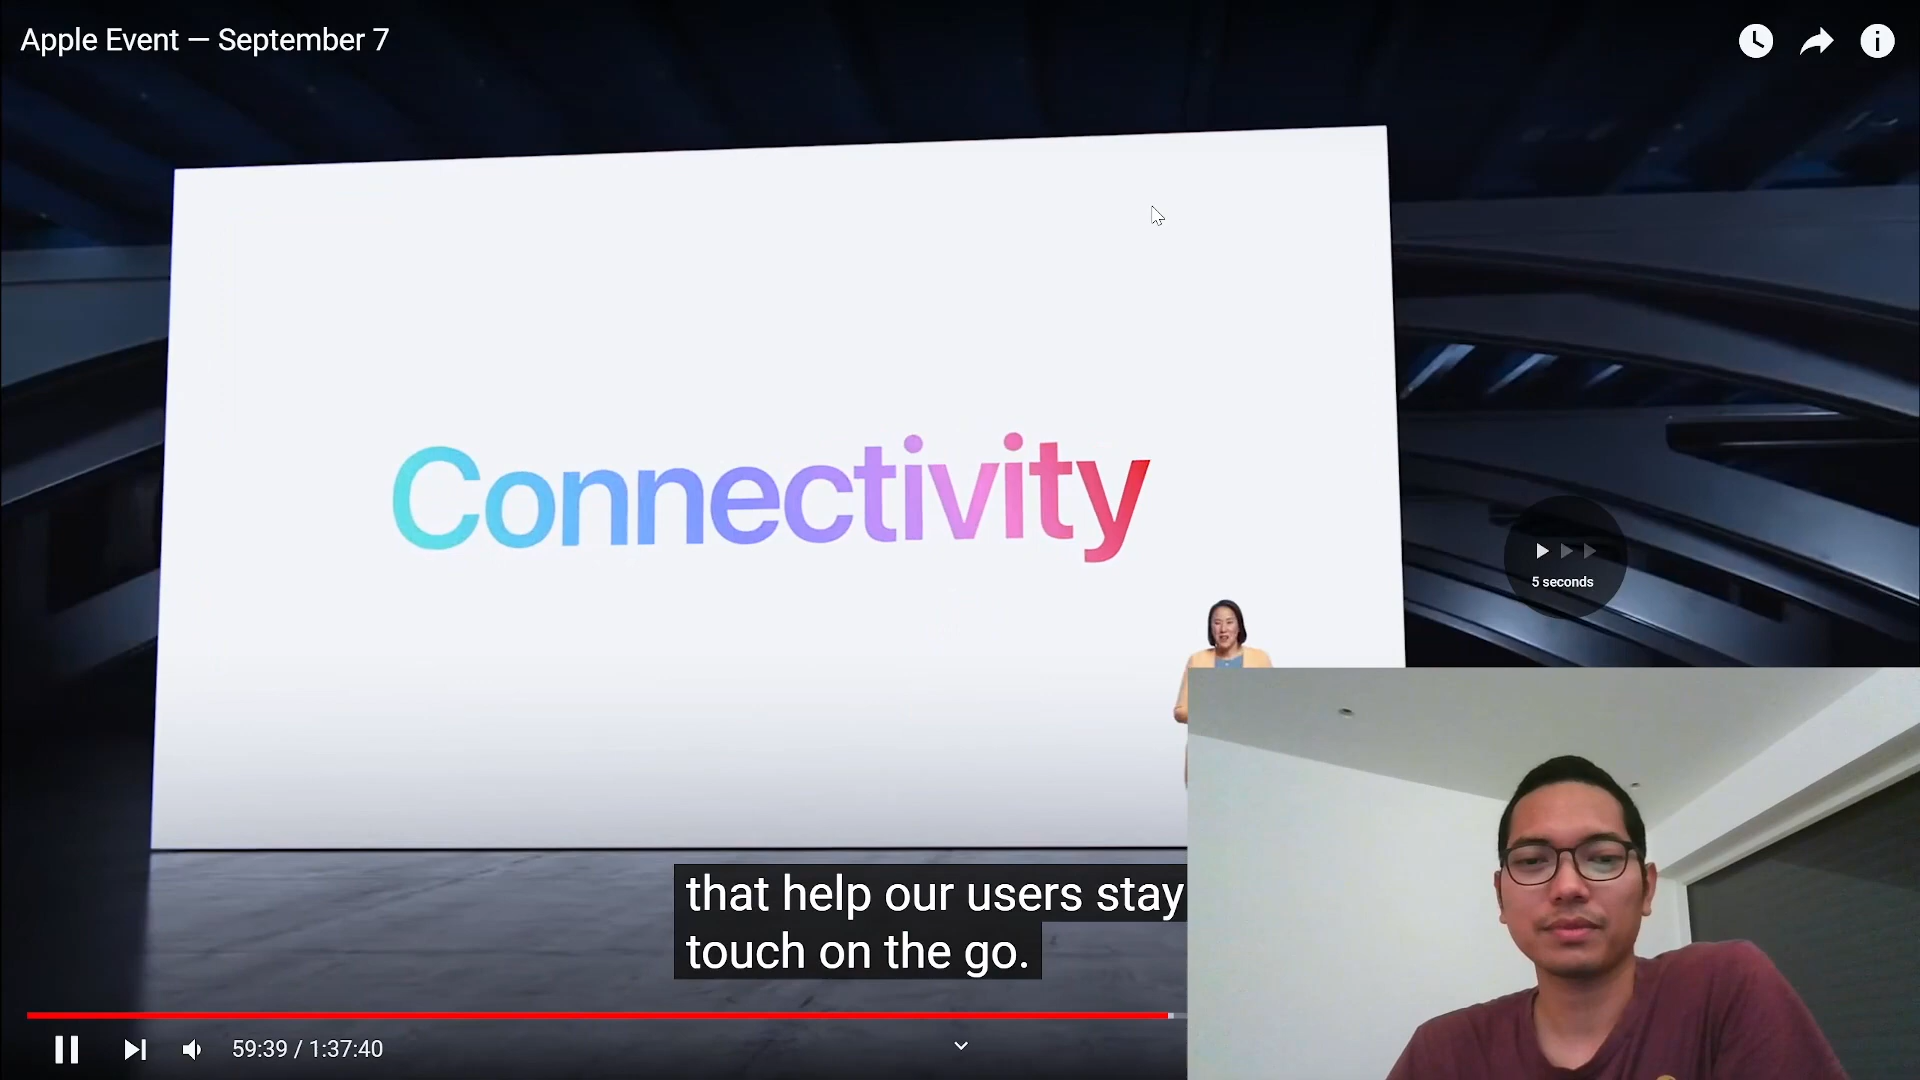 Apple Event — September 7
Connectivity
5 seconds
that help our users stay
touch on the go.
59:39 / 1:37:40